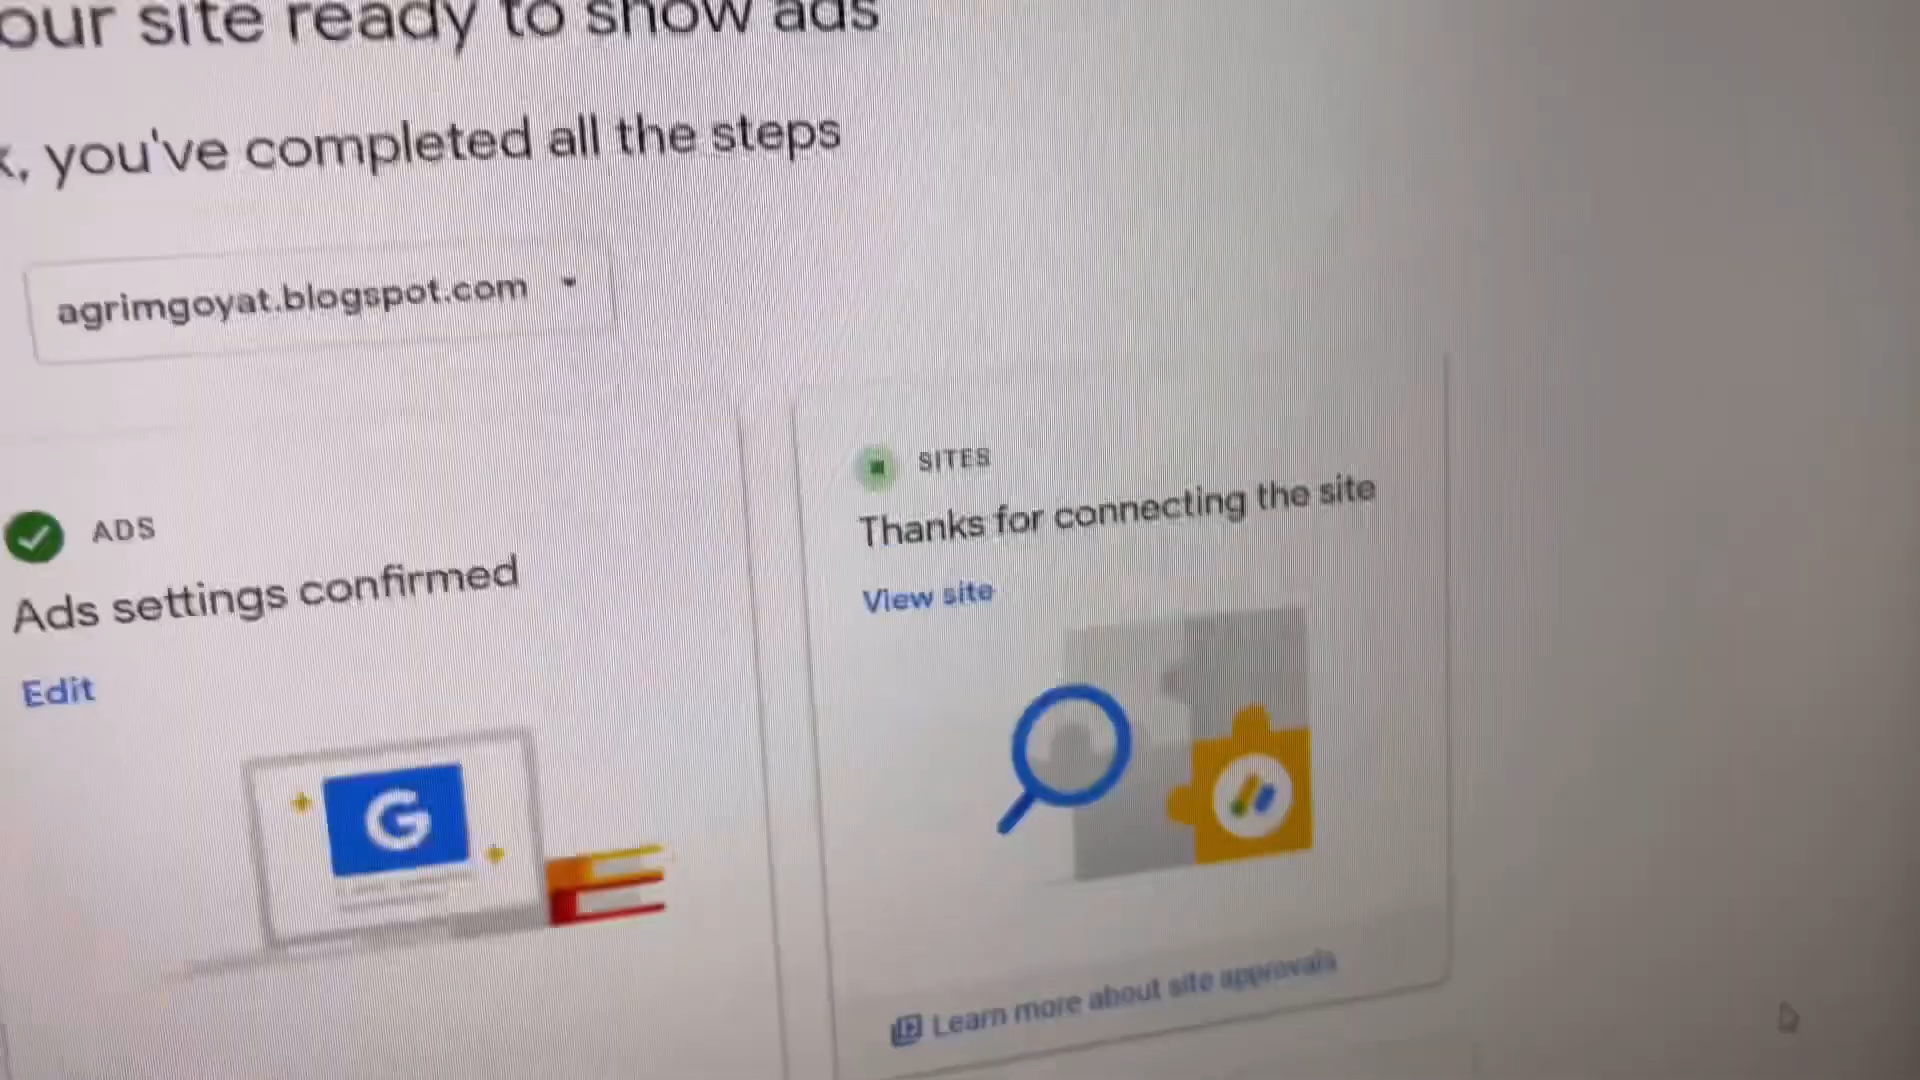 our site ready to show ads
, you've completed all the steps
agrimgoyat.blogspot.com
ADS
Ads settings confirmed
Edit
G
SITES
Thanks for connecting the site
View site
Learn more about site approvals